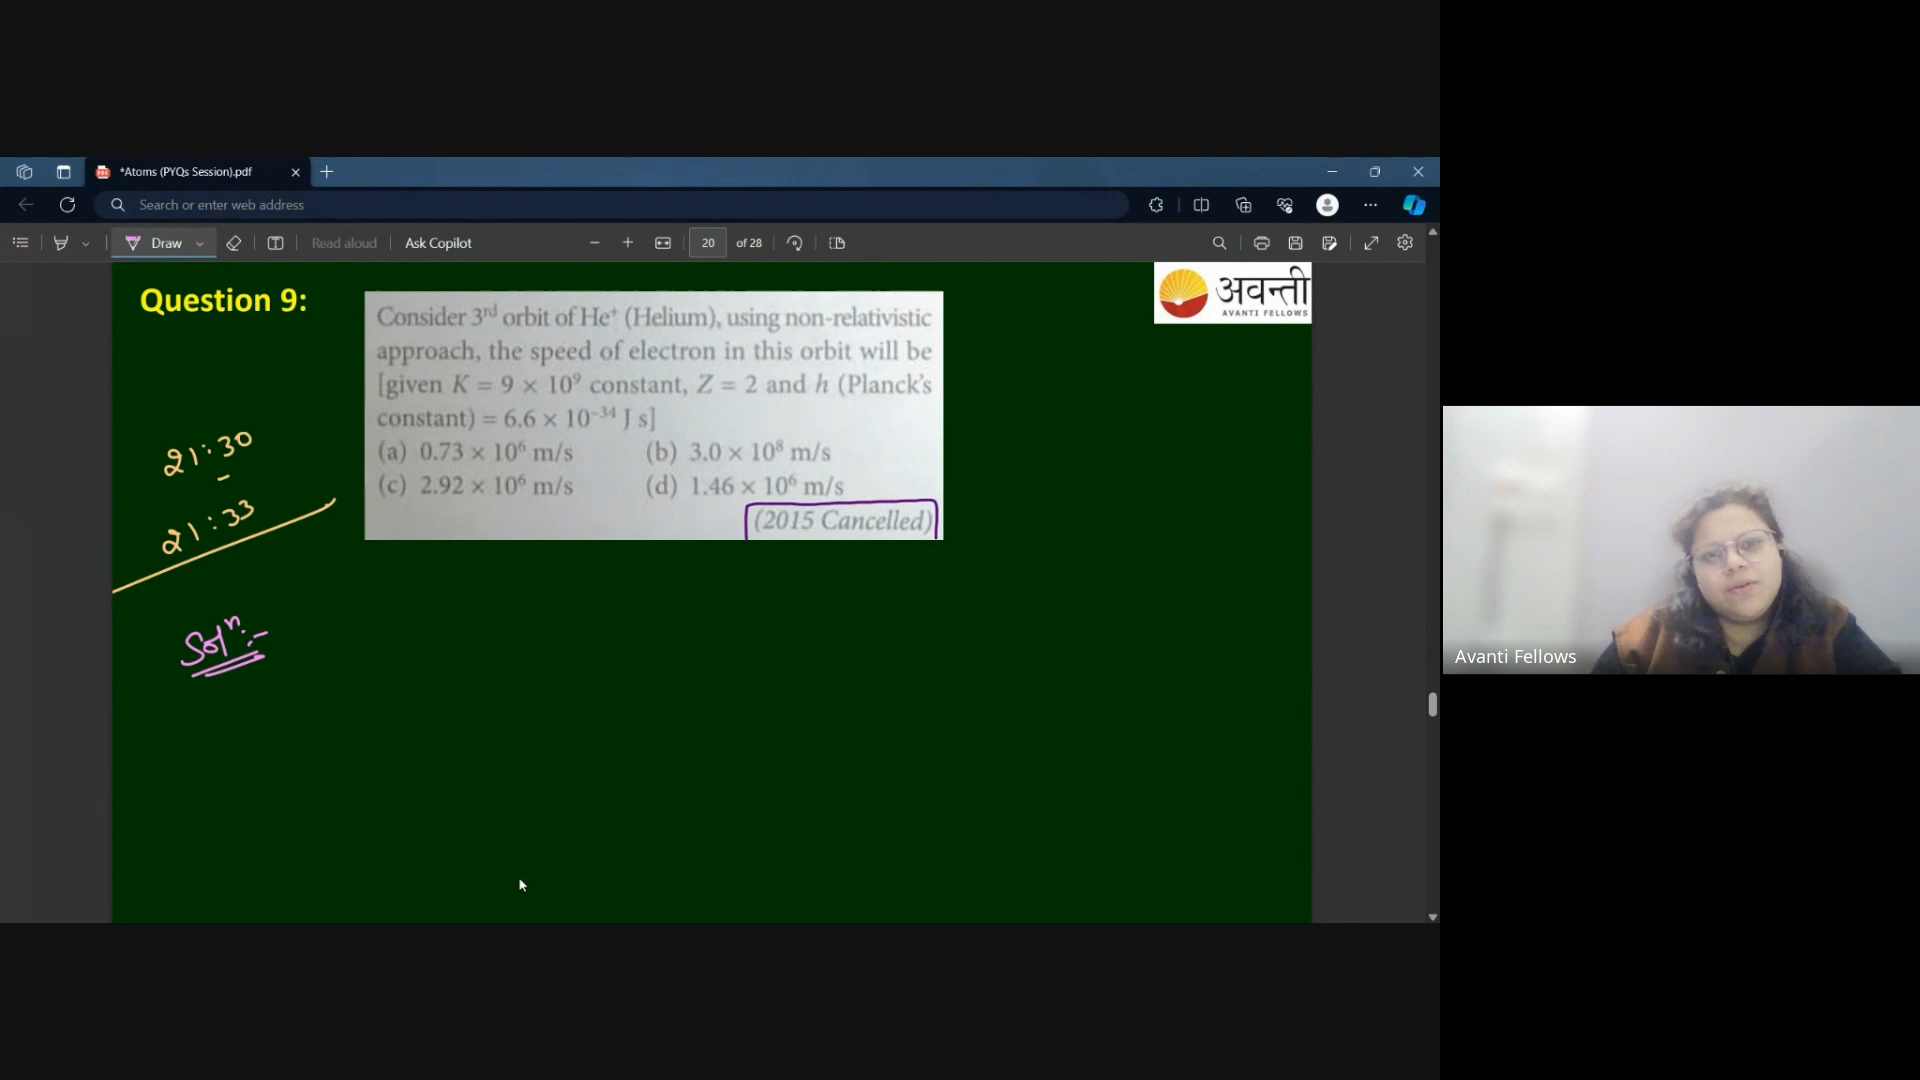 *Atoms (PYQs Session).pdf
Search or enter web address
Draw
Read aloud
Ask Copilot
20
of 28
Question 9:
अवन्ती
AVANTI FELLOWS
Consider 3rd orbit of He⁺ (Helium), using non-relativistic
approach, the speed of electron in this orbit will be
[given K = 9 × 10⁹ constant, Z = 2 and h (Planck's
constant) = 6.6 × 10⁻³⁴ J s]
(a) 0.73 × 10⁶ m/s (b) 3.0 × 10⁸ m/s
(c) 2.92 × 10⁶ m/s (d) 1.46 × 10⁶ m/s
(2015 Cancelled)
21:30
-
21:33
Solⁿ:-
Avanti Fellows